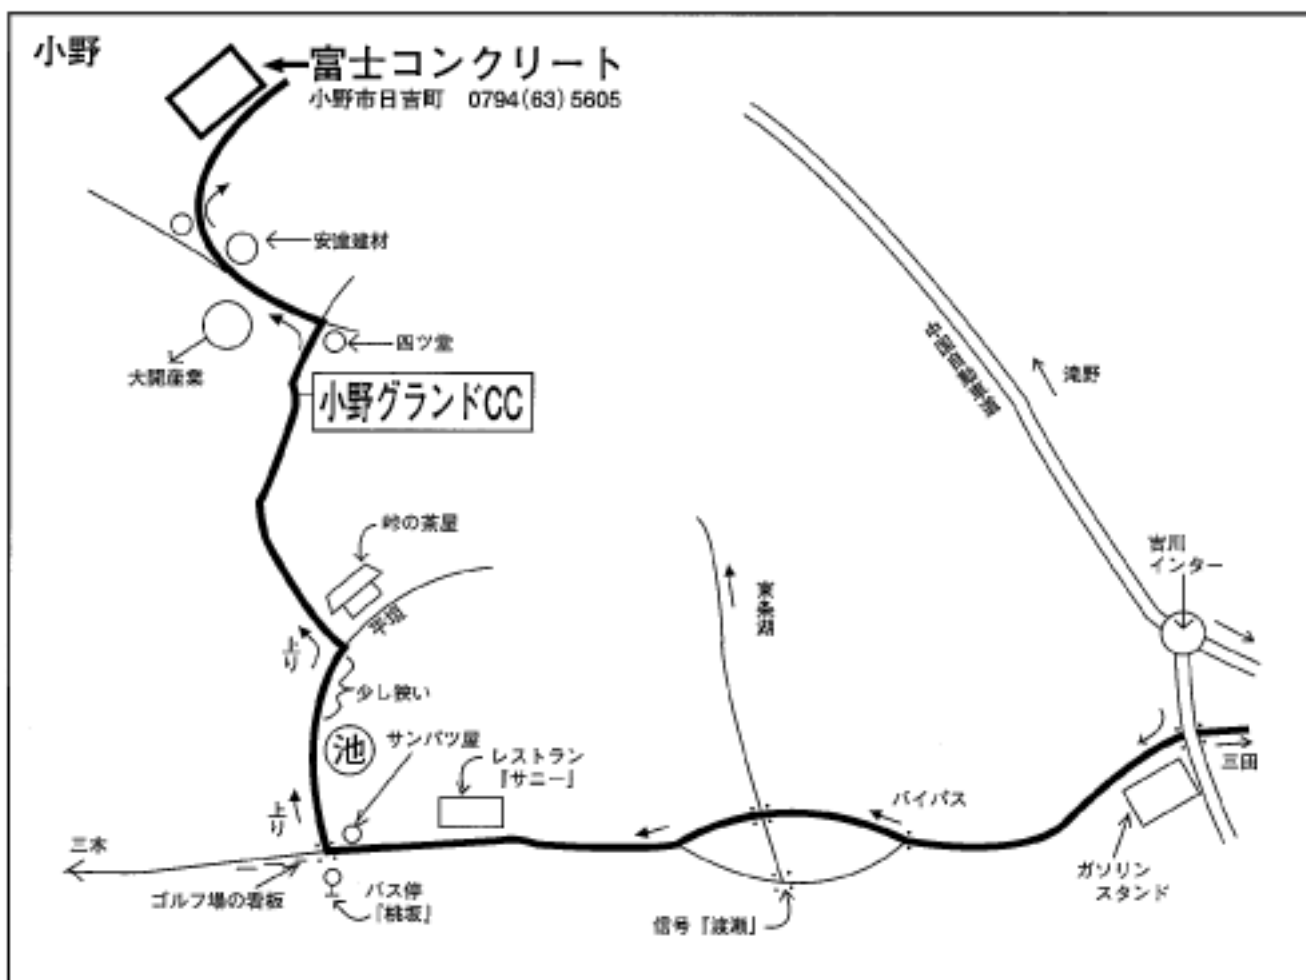 小野
富士コンクリート
小野市日吉町 0794(63)5605
大開産業
四ツ堂
小野グランドCC
中国自動車道
滝野
峠の茶屋
平坦
上り
少し狭い
東条湖
吉川
インター
池
サンパツ屋
レストラン
『サニー』
上り
バイパス
三田
ガソリン
スタンド
三木
ゴルフ場の看板
バス停
『桃坂』
信号『渡瀬』